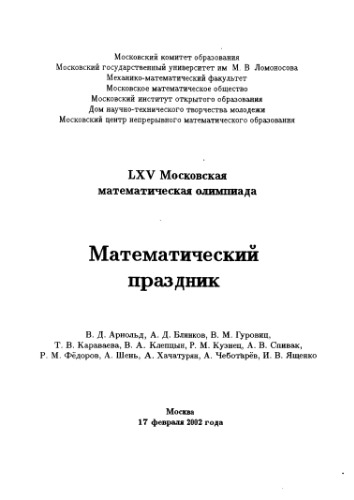 Московский комитет образования
Московский государственный университет им М. В Ломоносова
Механико-математический факультет
Московское математическое общество
Московский институт открытого образования
Дом научно-технического творчества молодежи
Московский центр непрерывного математического образования
LXV Московская
математическая олимпиада
Математический
праздник
В. Д. Арнольд, А. Д. Блинков, В. М. Гуровиц,
Т. В. Караваева, В. А. Клепцын, Р. М. Кузнец, А. В. Спивак,
Р. М. Фёдоров, А. Шень, А. Хачатурян, А. Чеботарёв, И. В. Ященко
Москва
17 февраля 2002 года